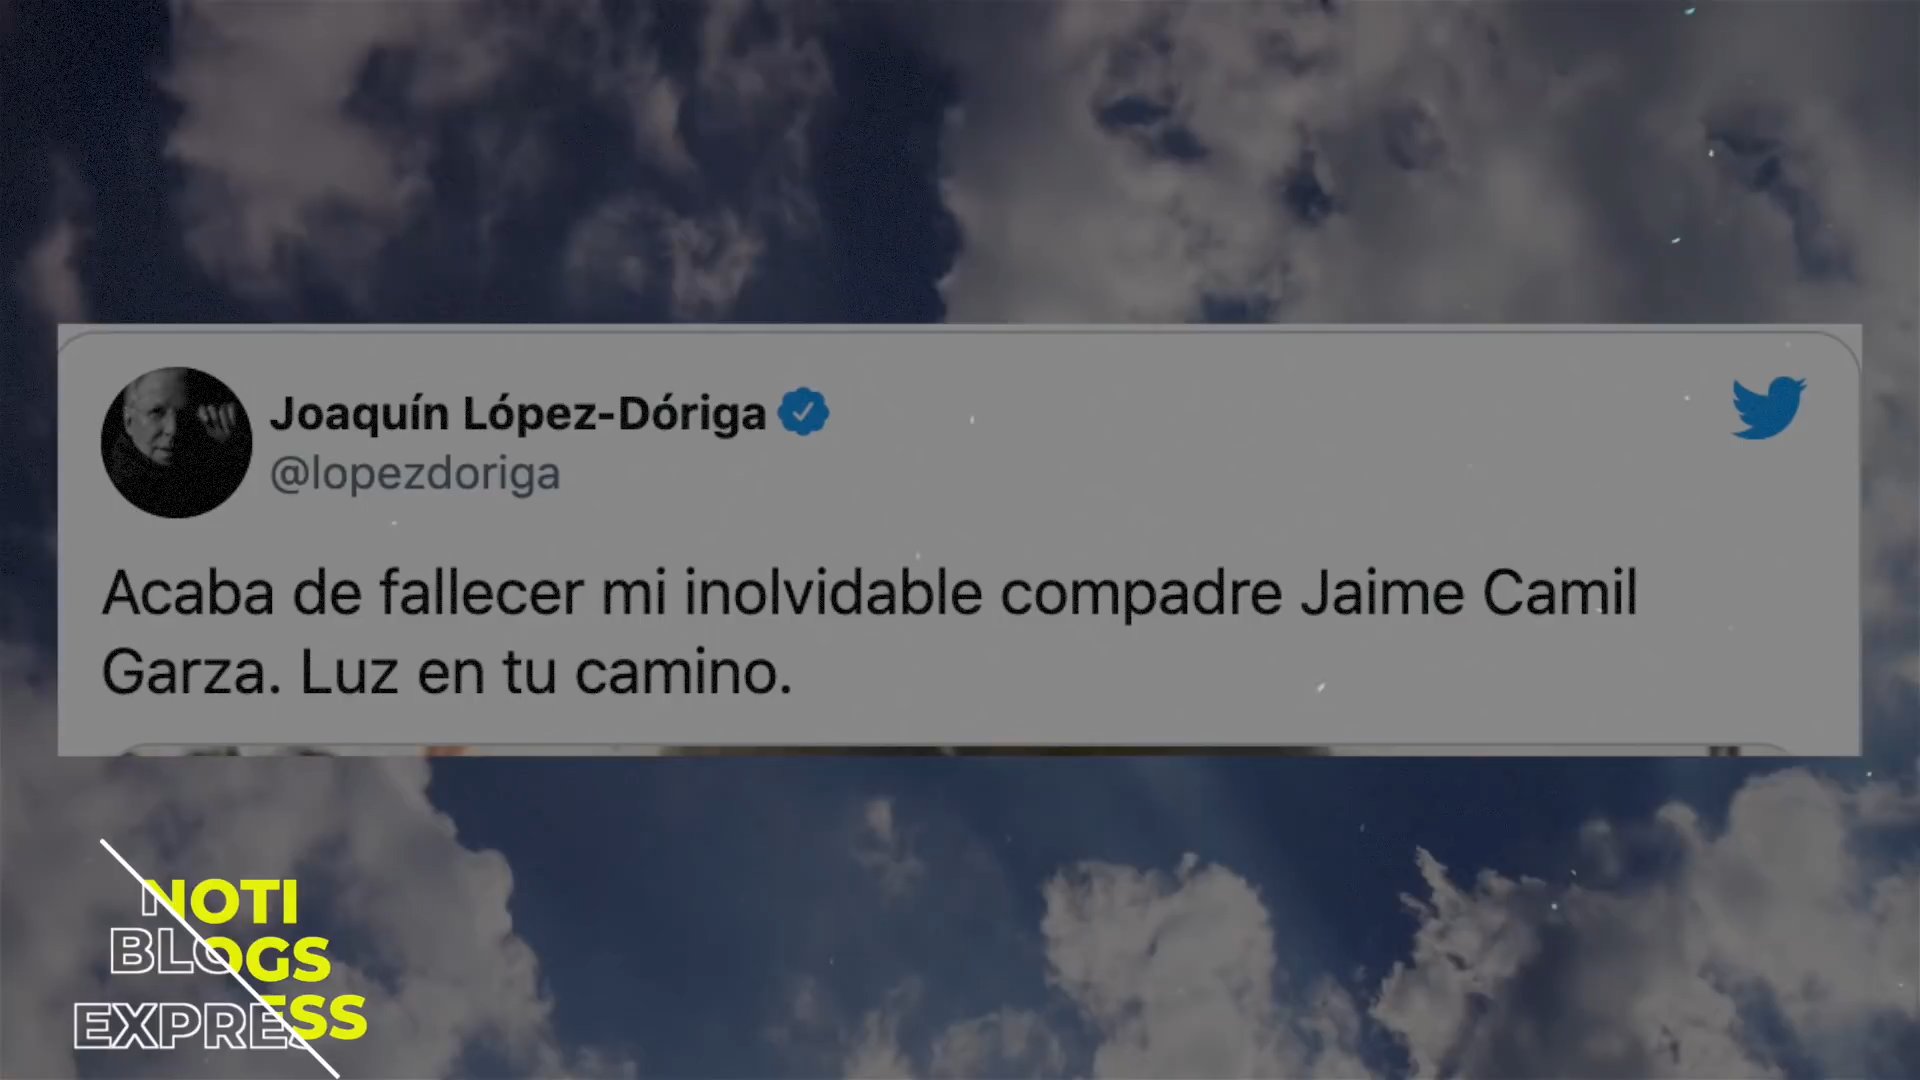 Joaquín López-Dóriga
@lopezdoriga
Acaba de fallecer mi inolvidable compadre Jaime Camil
Garza. Luz en tu camino.
NOTI
BLOGS
EXPRESS